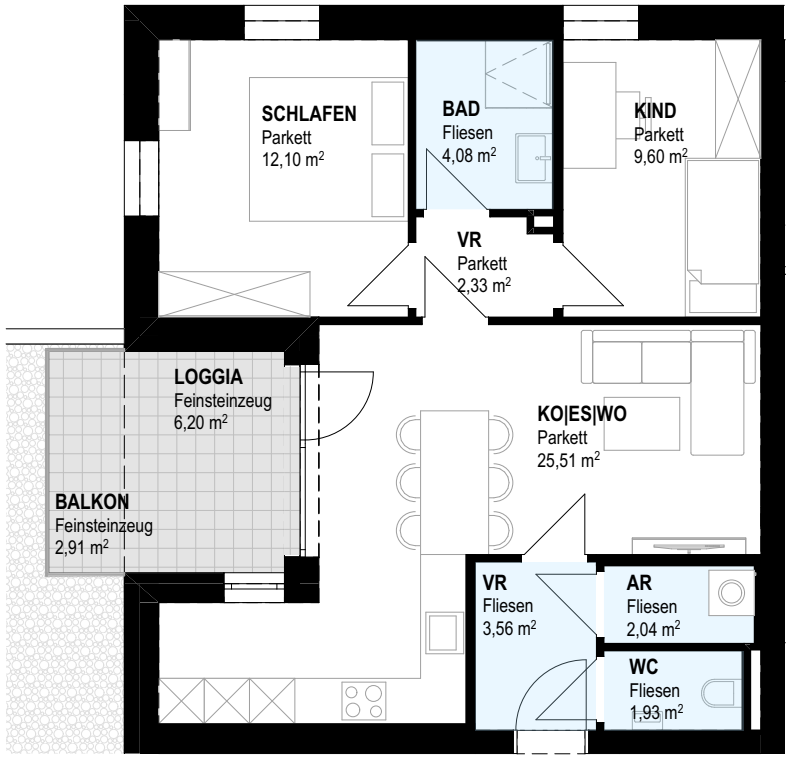 SCHLAFEN
Parkett
12,10 m²
BAD
Fliesen
4,08 m²
KIND
Parkett
9,60 m²
VR
Parkett
2,33 m²
LOGGIA
Feinsteinzeug
6,20 m²
KO|ES|WO
Parkett
25,51 m²
BALKON
Feinsteinzeug
2,91 m²
VR
Fliesen
3,56 m²
AR
Fliesen
2,04 m²
WC
Fliesen
1,93 m²